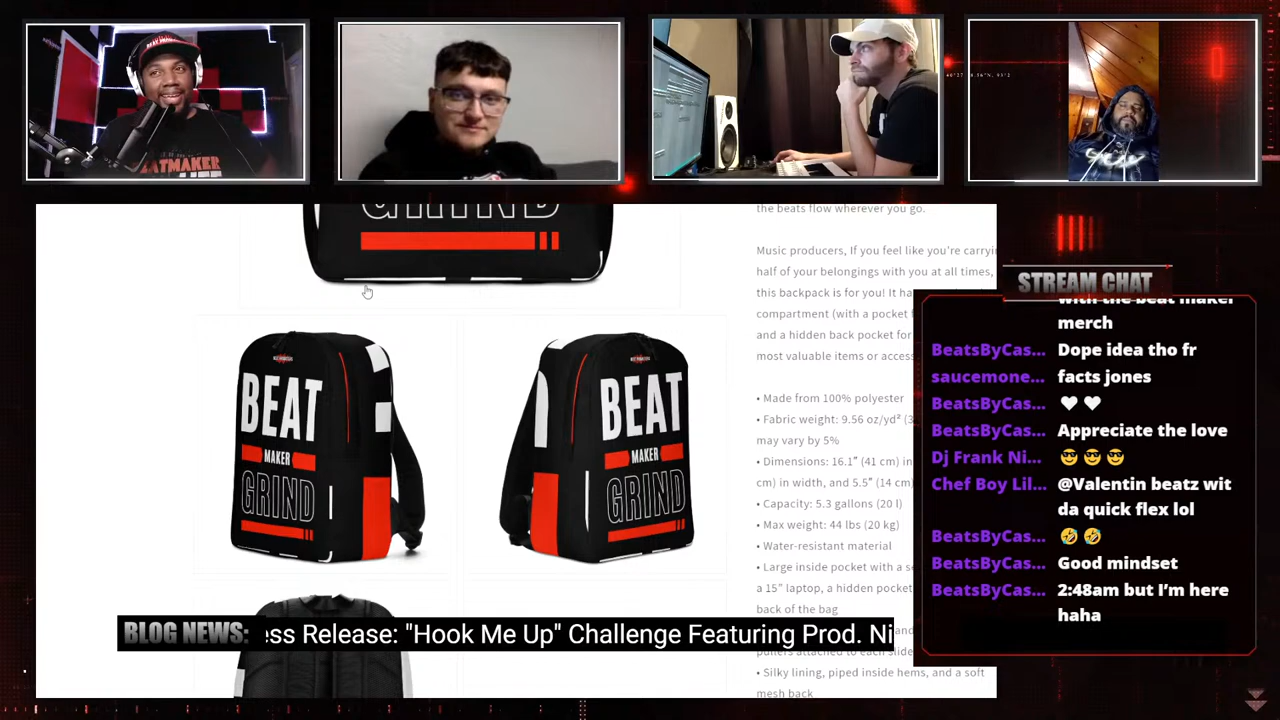 GRIND
the beats flow wherever you go.
Music producers, If you feel like you're
half of your belongings with you at all times,
this backpack is for you! It
compartment (with a pocket
and a hidden back pocket for
most valuable items or
• Made from 100% polyester
• Fabric weight: 9.56 oz/yd²
may vary by 5%
• Dimensions: 16.1″ (41 cm) in
cm) in width, and 5.5″ (14 cm)
• Capacity: 5.3 gallons (20 l)
• Max weight: 44 lbs (20 kg)
• Water-resistant material
• Large inside pocket with a
a 15″ laptop, a hidden pocket
back of the bag
• Silky lining, piped inside hems, and a soft
mesh back
BEAT
MAKER
GRIND
BEAT
MAKER
GRIND
STREAM CHAT
with the beat maker
merch
BeatsByCas... Dope idea tho fr
saucemone... facts jones
BeatsByCas... ♥ ♥
BeatsByCas... Appreciate the love
Dj Frank Ni... 😎 😎 😎
Chef Boy Lil... @Valentin beatz wit
da quick flex lol
BeatsByCas... 🤣 🤣
BeatsByCas... Good mindset
BeatsByCas... 2:48am but I'm here
haha
BLOG NEWS: ess Release: "Hook Me Up" Challenge Featuring Prod. Ni